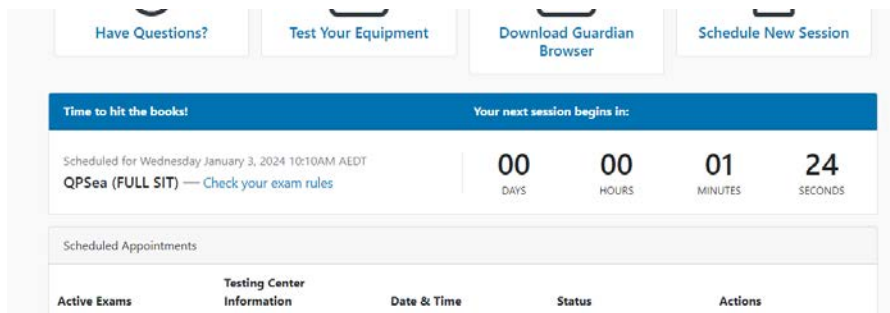 Have Questions?
Test Your Equipment
Download Guardian
Browser
Schedule New Session
Time to hit the books!
Your next session begins in:
Scheduled for Wednesday January 3, 2024 10:10AM AEDT
QPSea (FULL SIT) — Check your exam rules
00 00 01 24
DAYS HOURS MINUTES SECONDS
Scheduled Appointments
Active Exams
Testing Center
Information
Date & Time
Status
Actions